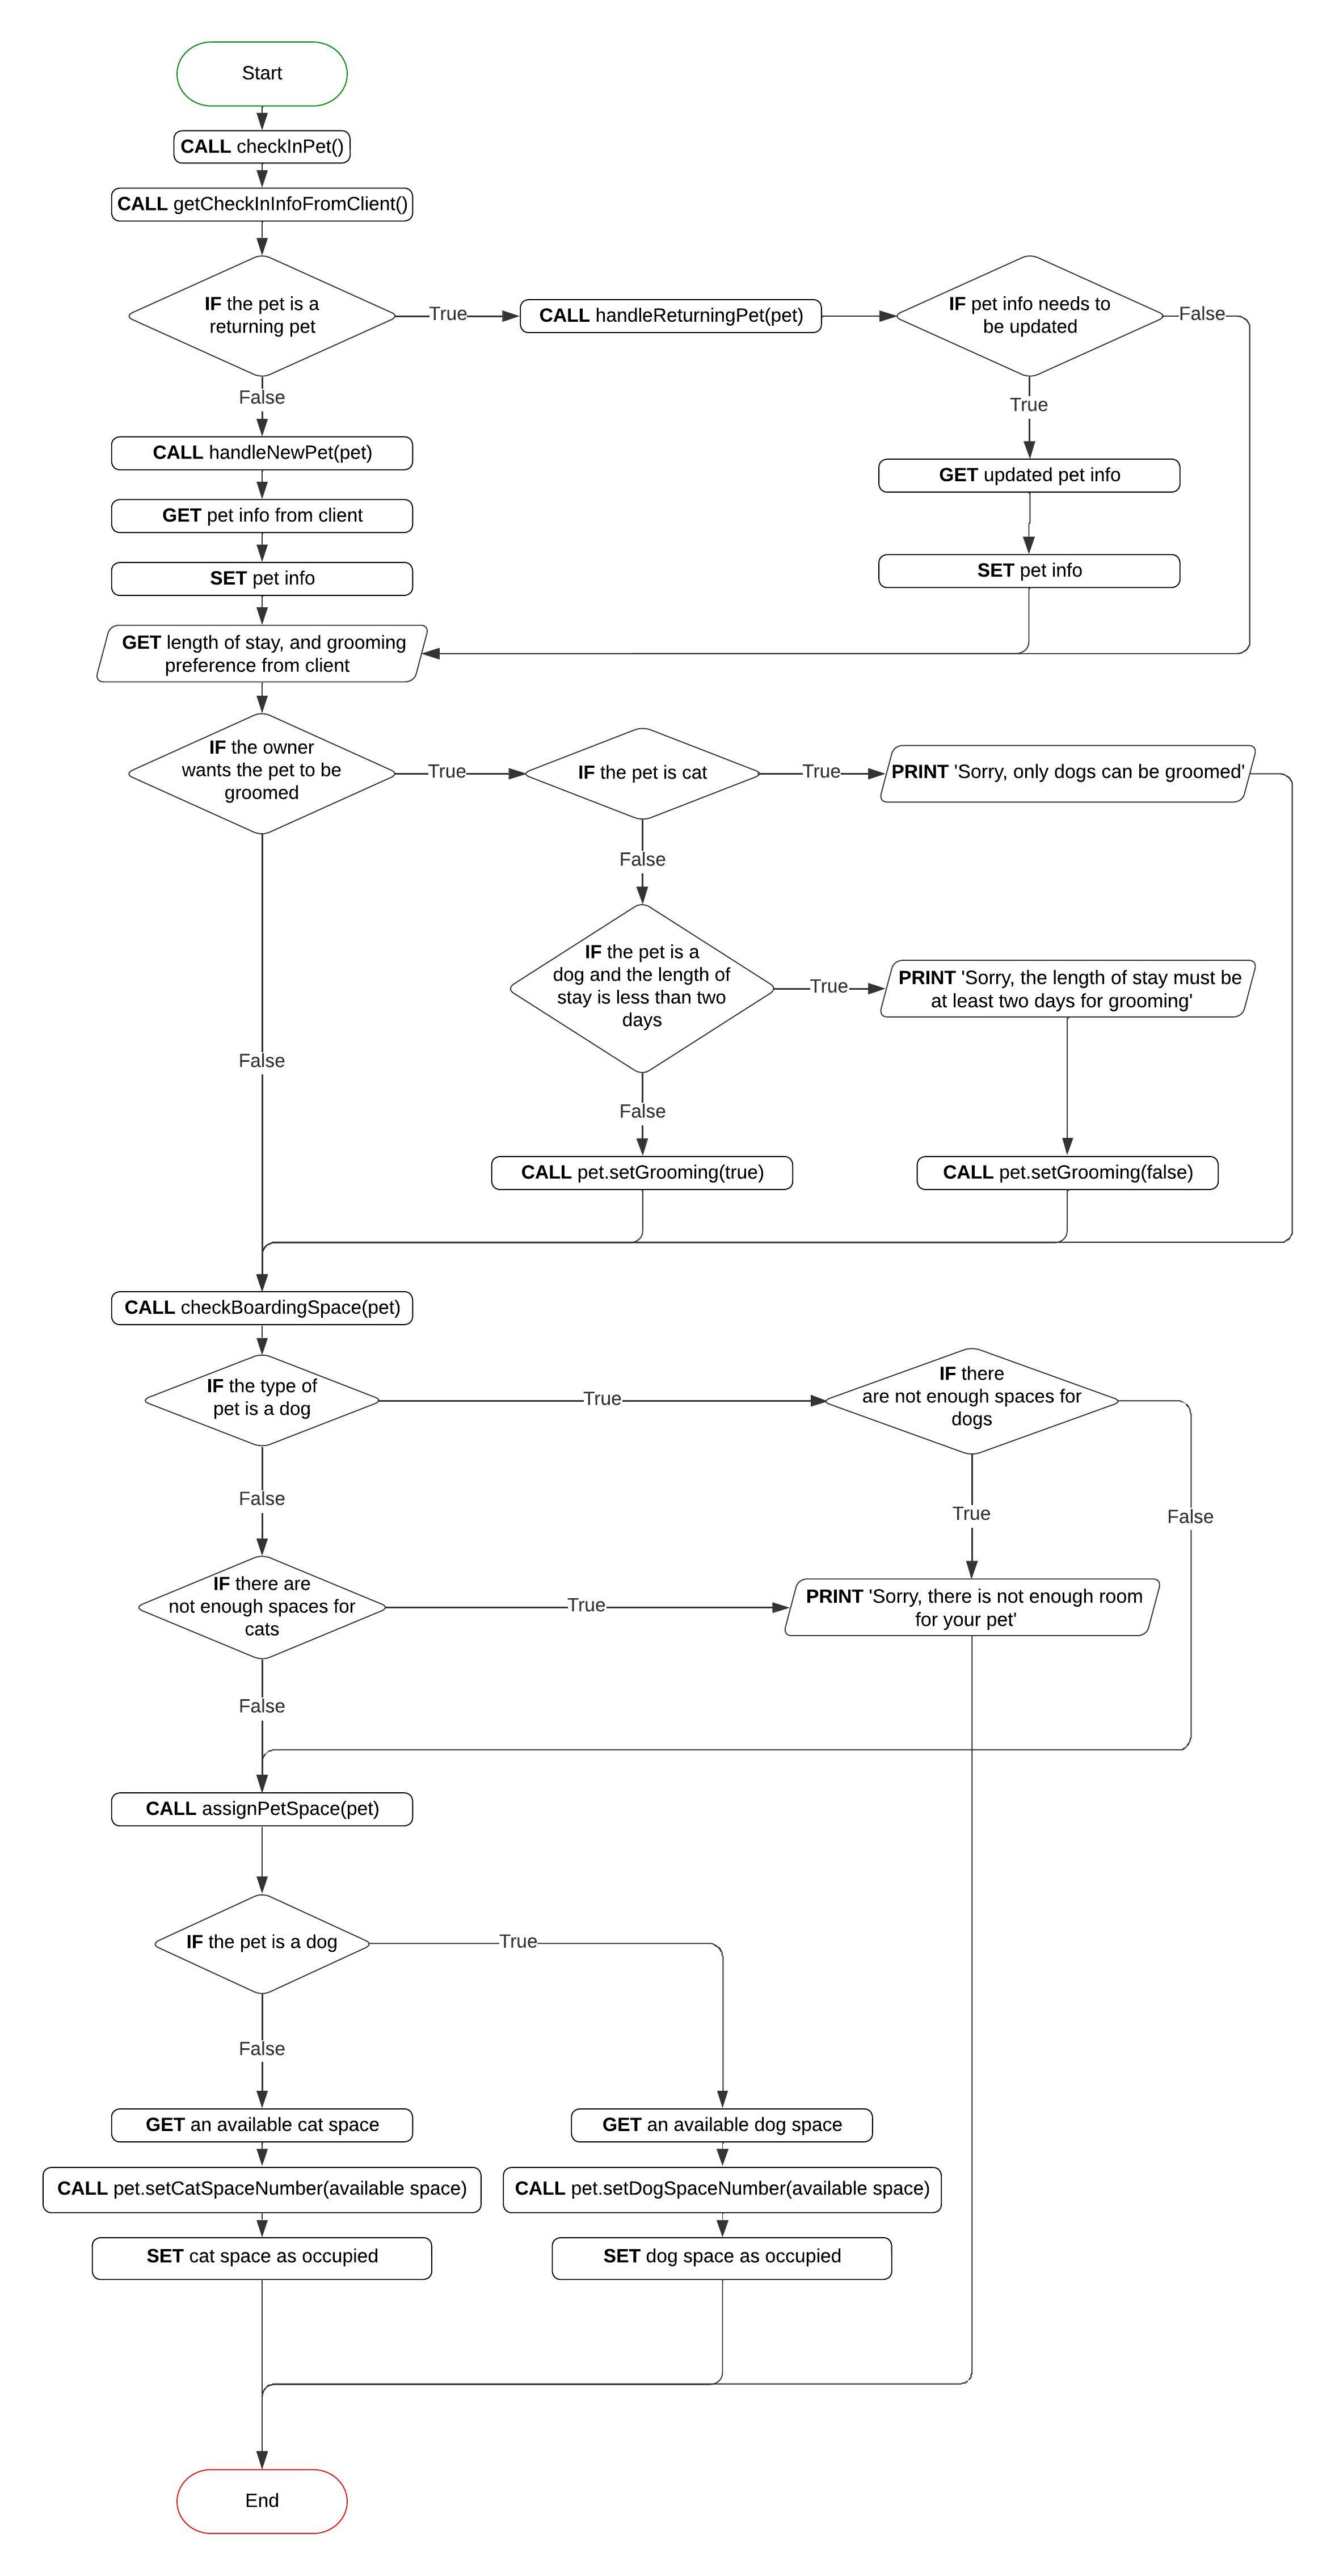 Start
CALL checkInPet()
CALL getCheckInInfoFromClient()
IF the pet is a
returning pet
True
CALL handleReturningPet(pet)
IF pet info needs to
be updated
False
False
True
CALL handleNewPet(pet)
GET updated pet info
GET pet info from client
SET pet info
SET pet info
GET length of stay, and grooming
preference from client
IF the owner
wants the pet to be
groomed
True
IF the pet is cat
True
PRINT 'Sorry, only dogs can be groomed'
False
IF the pet is a
dog and the length of
stay is less than two
days
True
PRINT 'Sorry, the length of stay must be
at least two days for grooming'
False
False
CALL pet.setGrooming(true)
CALL pet.setGrooming(false)
CALL checkBoardingSpace(pet)
IF the type of
pet is a dog
True
IF there
are not enough spaces for
dogs
False
True
False
IF there are
not enough spaces for
cats
True
PRINT 'Sorry, there is not enough room
for your pet'
False
CALL assignPetSpace(pet)
IF the pet is a dog
True
False
GET an available cat space
GET an available dog space
CALL pet.setCatSpaceNumber(available space)
CALL pet.setDogSpaceNumber(available space)
SET cat space as occupied
SET dog space as occupied
End